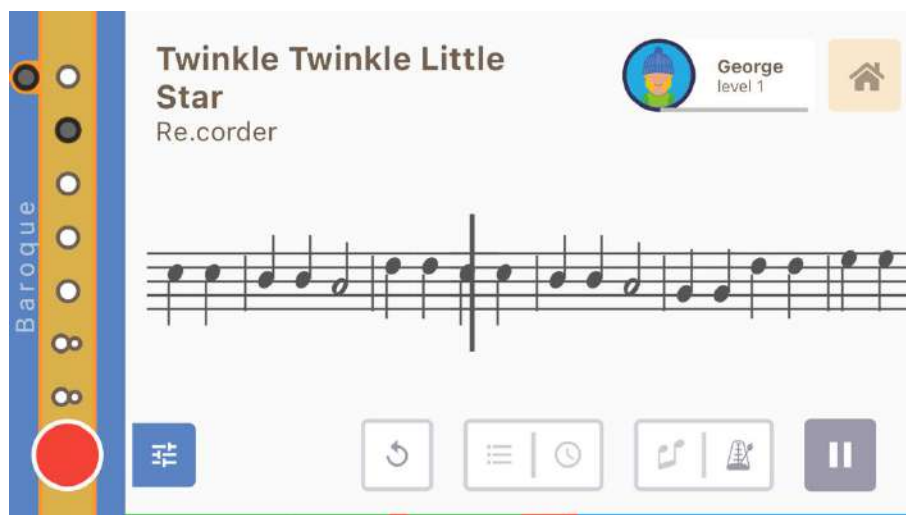 Twinkle Twinkle Little
Star
Re.corder
George
level 1
Baroque